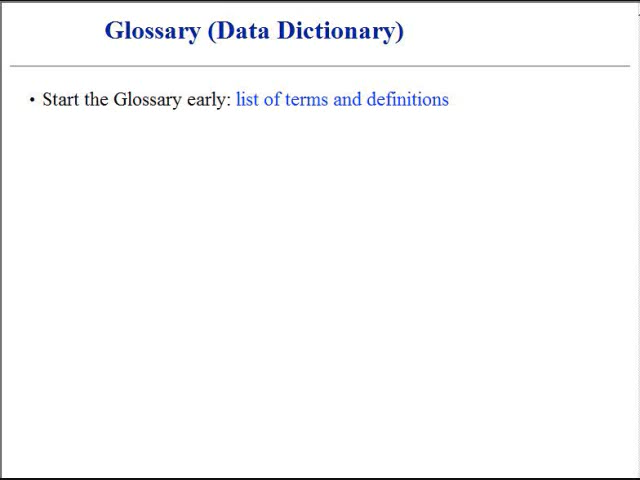 Glossary (Data Dictionary)
• Start the Glossary early: list of terms and definitions